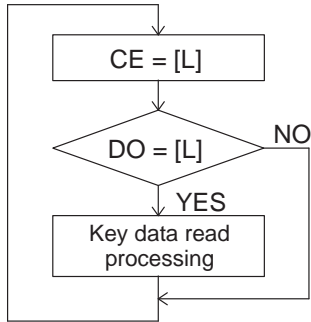 CE = [L]
DO = [L]
NO
YES
Key data read
processing